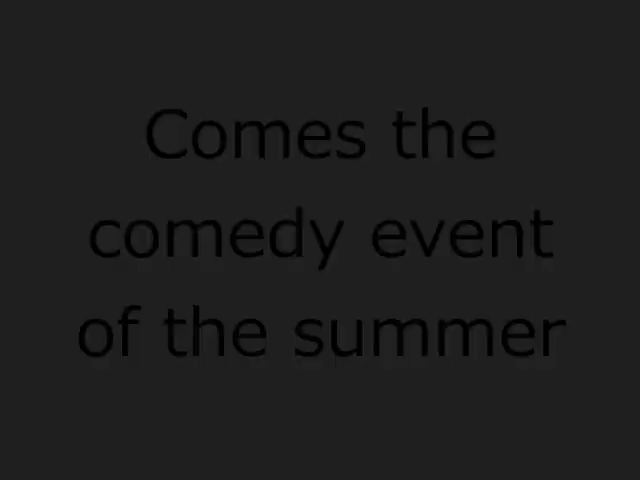 Comes the
comedy event
of the summer